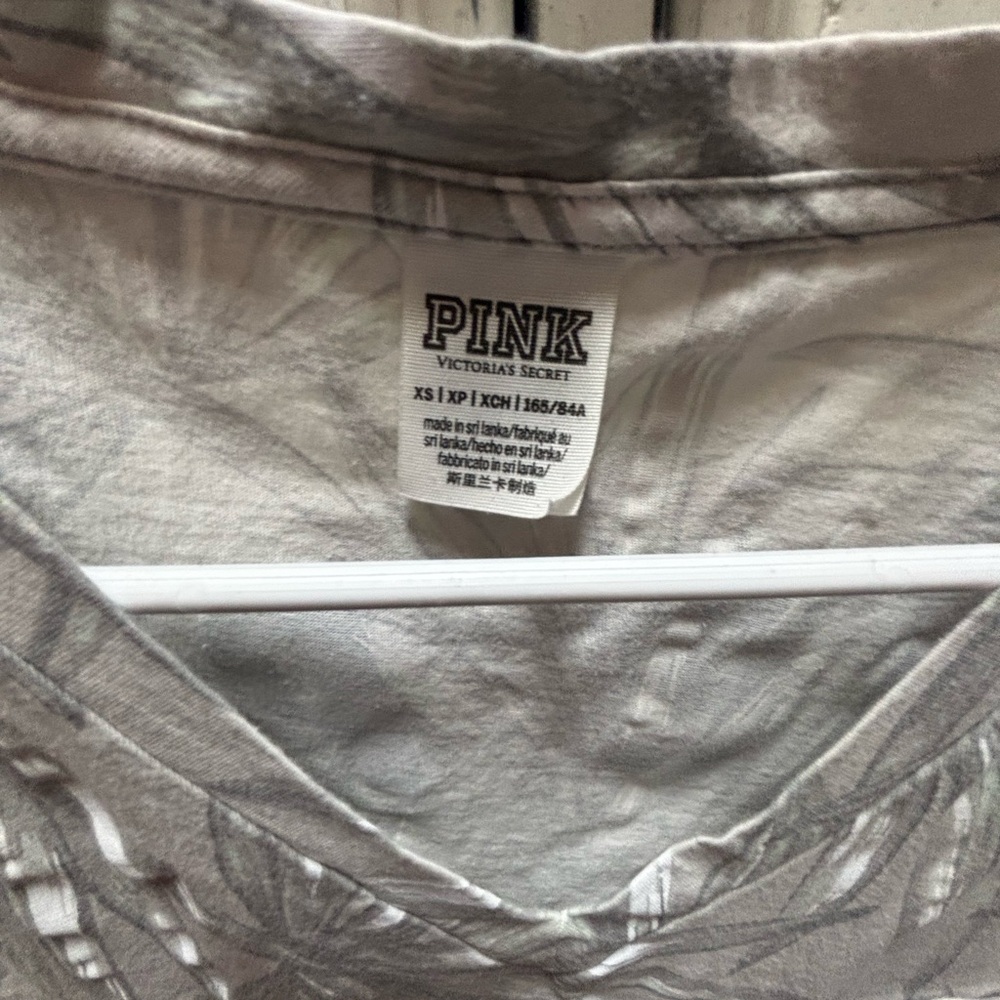 PINK
VICTORIA'S SECRET
XS | XP | XCH | 165/84A
made in sri lanka/fabriqué au
sri lanka/hecho en sri lanka/
fabbricato in sri lanka/
斯里兰卡制造